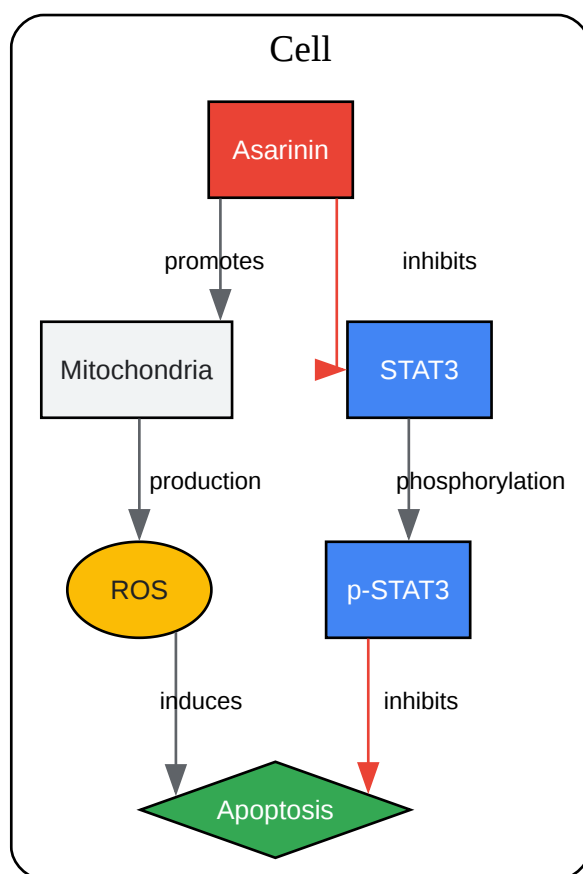 Cell
Asarinin
promotes
inhibits
Mitochondria
STAT3
production
phosphorylation
ROS
p-STAT3
induces
inhibits
Apoptosis